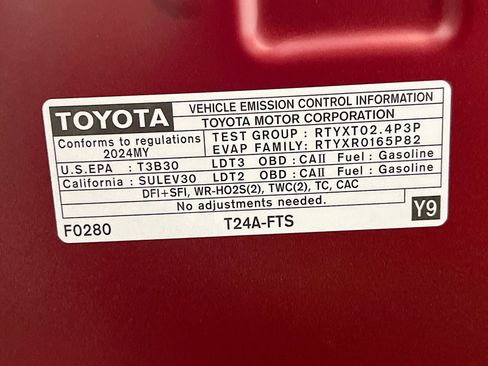 TOYOTA
VEHICLE EMISSION CONTROL INFORMATION
TOYOTA MOTOR CORPORATION
Conforms to regulations
2024MY
TEST GROUP : RTYXT02.4P3P
EVAP FAMILY: RTYXR0165P82
U.S.EPA : T3B30 LDT3 OBD : CAII Fuel : Gasoline
California : SULEV30 LDT2 OBD : CAII Fuel : Gasoline
DFI+SFI, WR-HO2S(2), TWC(2), TC, CAC
No adjustments needed.
F0280 T24A-FTS Y9